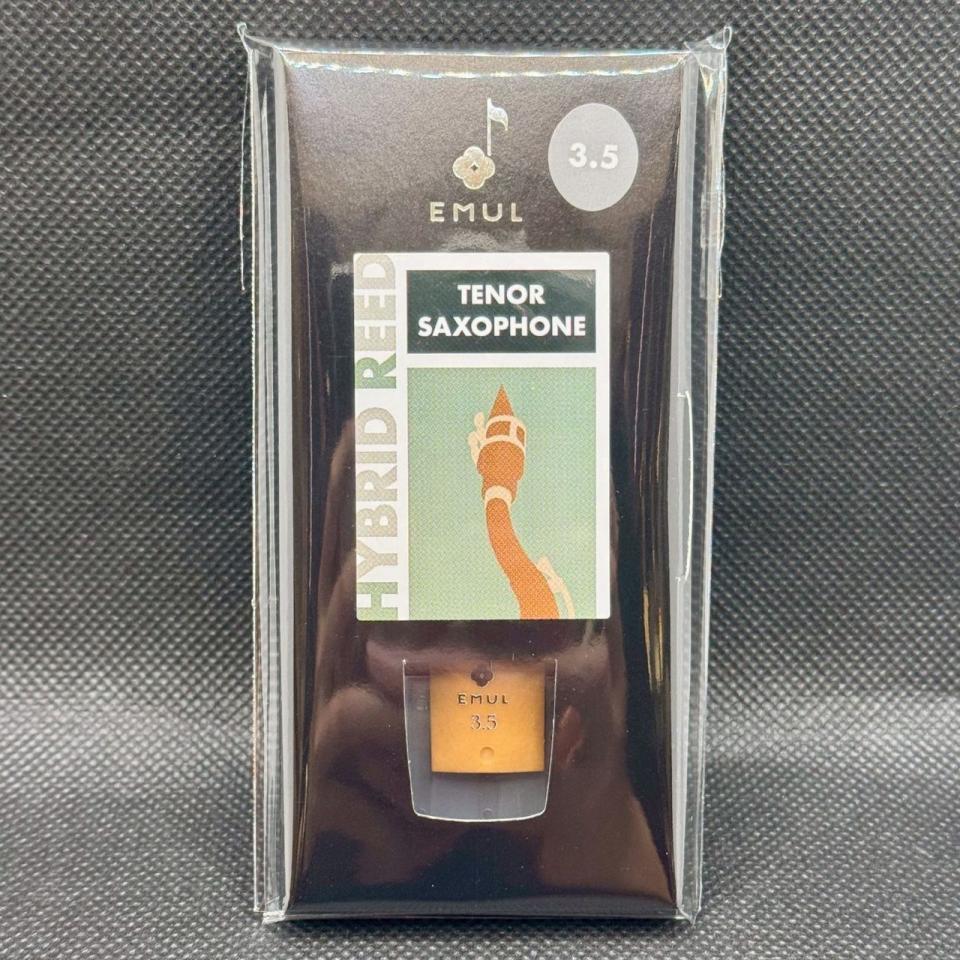 EMUL
3.5
TENOR
SAXOPHONE
HYBRID REED
EMUL
3.5